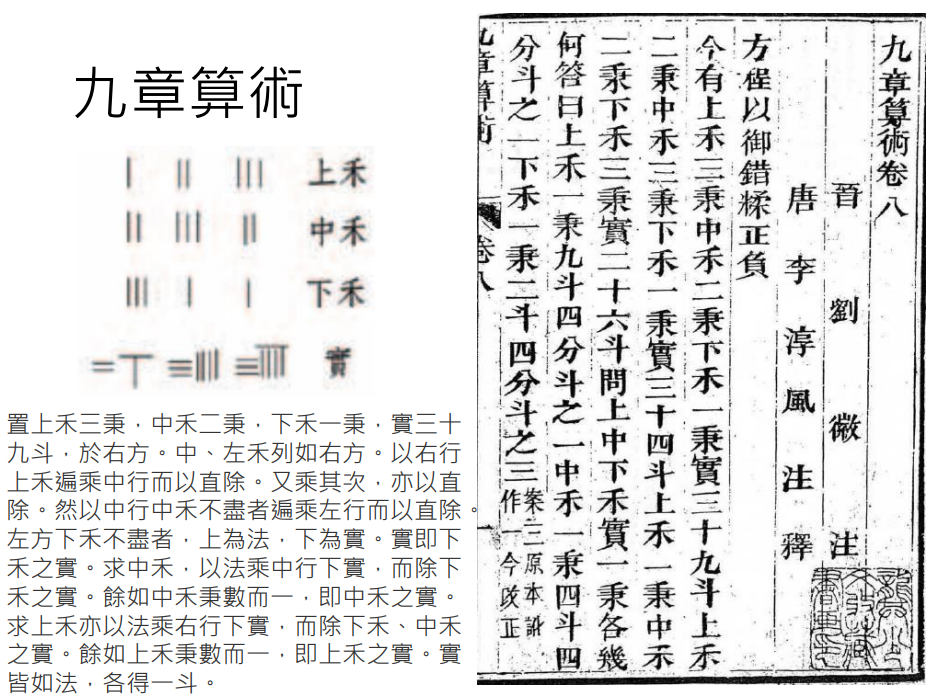 九章算術
| || ||| 上禾
|| ||| || 中禾
||| | | 下禾
實
置上禾三秉，中禾二秉，下禾一秉，實三十
九斗，於右方。中、左禾列如右方。以右行
上禾遍乘中行而以直除。又乘其次，亦以直
除。然以中行中禾不盡者遍乘左行而以直除。
左方下禾不盡者，上為法，下為實。實即下
禾之實。求中禾，以法乘中行下實，而除下
禾之實。餘如中禾秉數而一，即中禾之實。
求上禾亦以法乘右行下實，而除下禾、中禾
之實。餘如上禾秉數而一，即上禾之實。實
皆如法，各得一斗。
九章算術卷八
晉劉徽注
唐李淳風注釋
方程以御錯糅正負
今有上禾三秉中禾二秉下禾一秉實三十九斗上禾
二秉中禾三秉下禾一秉實三十四斗上禾一秉中禾
二秉下禾三秉實二十六斗問上中下禾實一秉各幾
何答曰上禾一秉九斗四分斗之一中禾一秉四斗四
分斗之一下禾一秉二斗四分斗之三
案三原本訛
作一今改正
九章算術 卷八 一